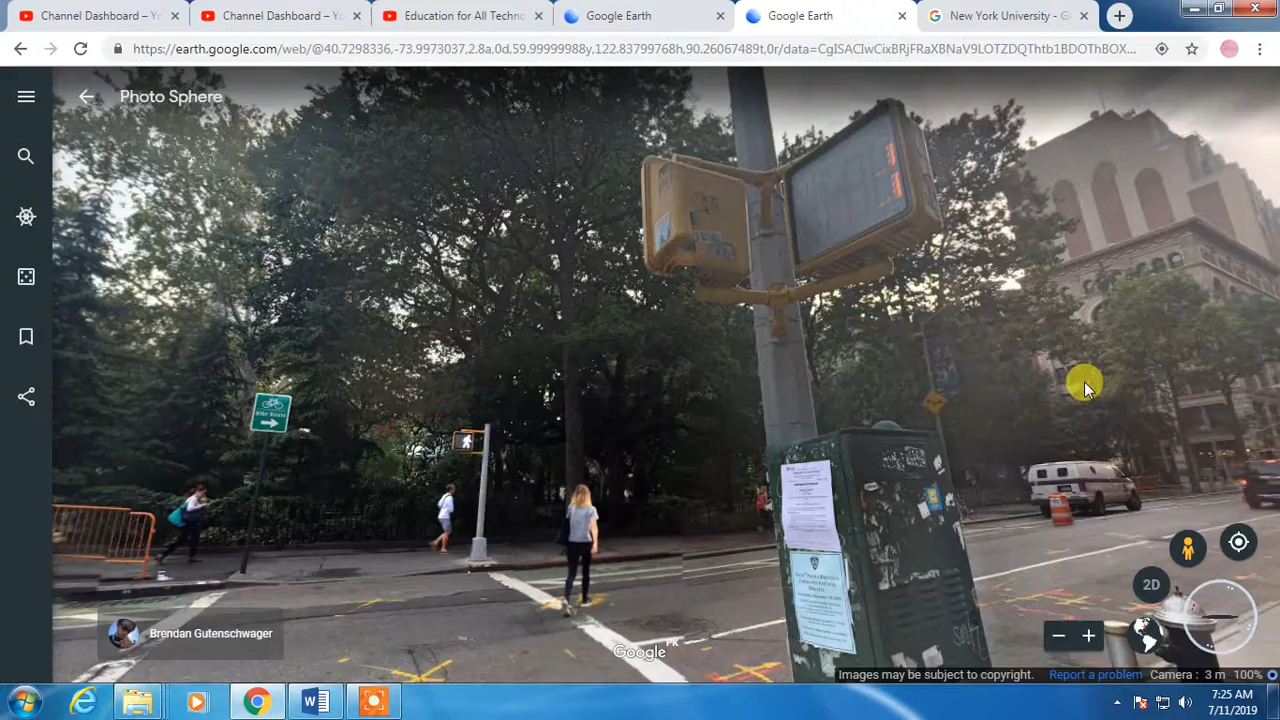 Channel Dashboard – Yo
Channel Dashboard – Yo
Education for All Techno
Google Earth
Google Earth
New York University - Go
https://earth.google.com/web/@40.7298336,-73.9973037,2.8a,0d,59.99999988y,122.83799768h,90.26067489t,0r/data=CgISACIwCixBRjFRaXBNaV9LOTZDQThtb1BDOThBOX...
Photo Sphere
Bike Route
Brendan Gutenschwager
Google
PK
2D
Images may be subject to copyright.
Report a problem
Camera : 3 m 100%
7:25 AM
7/11/2019